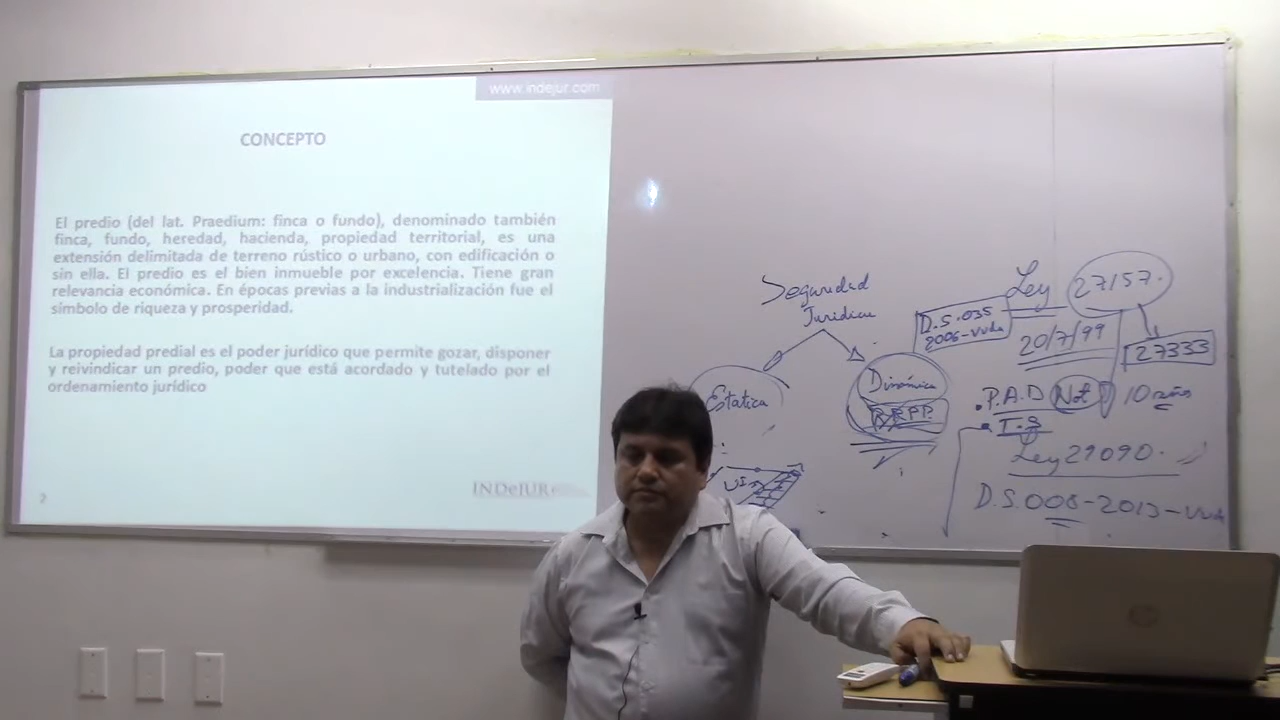 www.indejur.com
CONCEPTO
El predio (del lat. Praedium: finca o fundo), denominado también
finca, fundo, heredad, hacienda, propiedad territorial, es una
extensión delimitada de terreno rústico o urbano, con edificación o
sin ella. El predio es el bien inmueble por excelencia. Tiene gran
relevancia económica. En épocas previas a la industrialización fue el
símbolo de riqueza y prosperidad.
La propiedad predial es el poder jurídico que permite gozar, disponer
y reivindicar un predio, poder que está acordado y tutelado por el
ordenamiento jurídico
INDeJUR
Seguridad
Jurídica
Estatica
Dinámica
RRPP.
D.S. 035
2006-Vvda
Ley 27157.
20/7/99
27333
P.A.D Not 10 años
Ley 29090.
D.S. 008-2013-Vvda